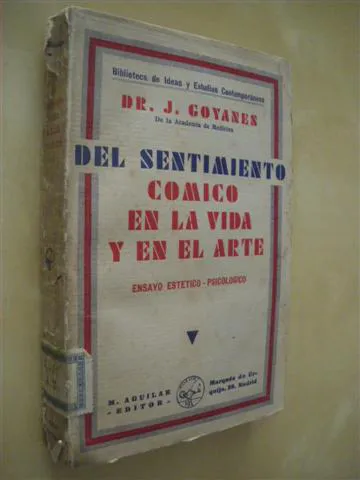 Biblioteca de Ideas y Estudios Contemporáneos
DR. J. GOYANES
De la Academia de Medicina
DEL SENTIMIENTO
COMICO
EN LA VIDA
Y EN EL ARTE
ENSAYO ESTETICO-PSICOLOGICO
M. AGUILAR
-EDITOR-
Marqués de Ur-
quijo, 39. Madrid